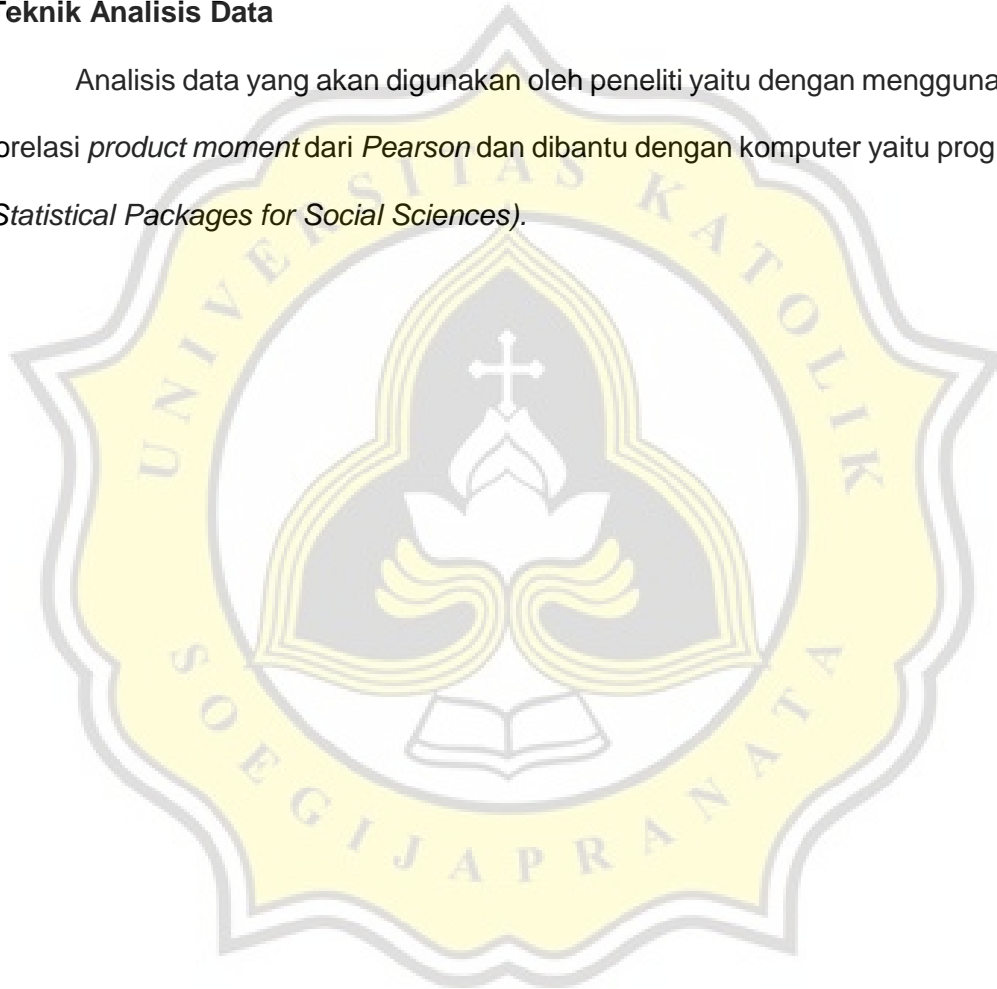 Teknik Analisis Data
Analisis data yang akan digunakan oleh peneliti yaitu dengan mengguna
orelasi product moment dari Pearson dan dibantu dengan komputer yaitu prog
Statistical Packages for Social Sciences).
UNIVERSITAS KATOLIK
SOEGIJAPRANATA